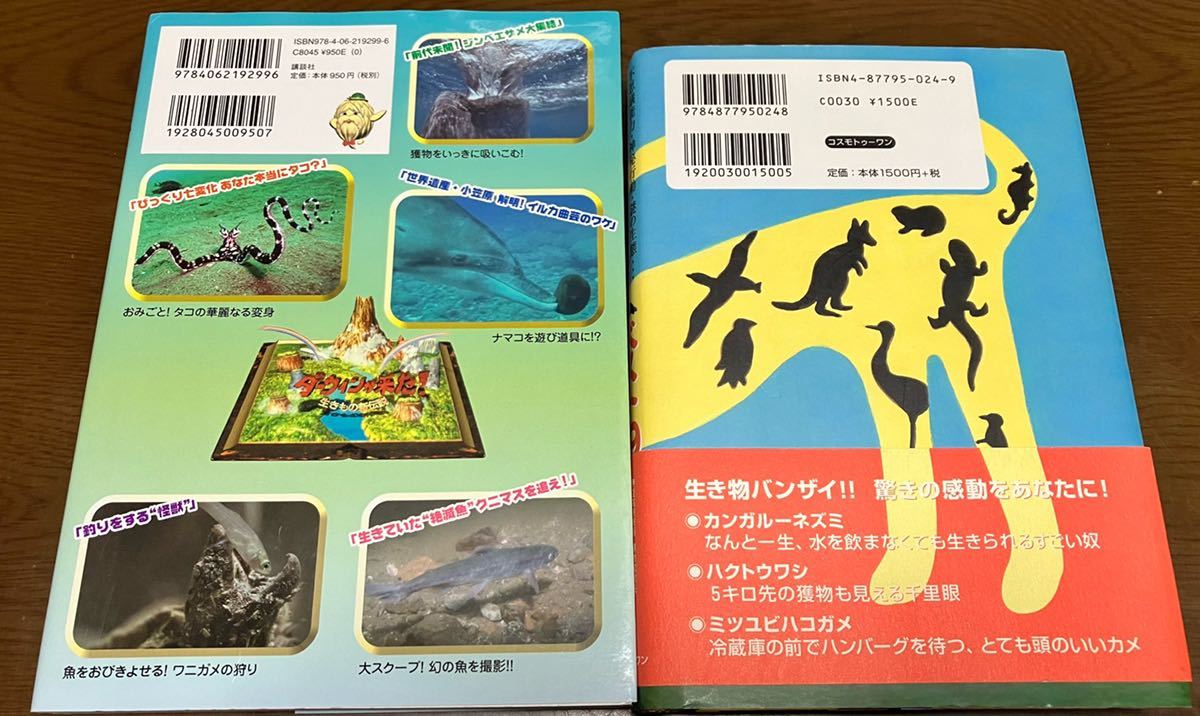 ISBN978-4-06-219299-6
C8045 ¥950E (0)
講談社
定価:本体950円(税別)
9784062192996
1928045009507
「前代未聞!ジンベエザメ大集結」
獲物をいっきに吸いこむ!
「びっくり七変化 あなた本当にタコ?」
おみごと! タコの華麗なる変身
「世界遺産・小笠原 解明! イルカ曲芸のワケ」
ナマコを遊び道具に!?
ダーウィンが来た!
生きもの新伝説
「釣りをする“怪獣”」
魚をおびきよせる! ワニガメの狩り
「生きていた“絶滅魚”クニマスを追え!」
大スクープ! 幻の魚を撮影!!
ISBN4-87795-024-9
C0030 ¥1500E
9784877950248
コスモトゥーワン
1920030015005
定価:本体1500円+税
生き物バンザイ!! 驚きの感動をあなたに!
◉カンガルーネズミ
なんと一生、水を飲まなくても生きられるすごい奴
◉ハクトウワシ
5キロ先の獲物も見える千里眼
◉ミツユビハコガメ
冷蔵庫の前でハンバーグを待つ、とても頭のいいカメ
ワン